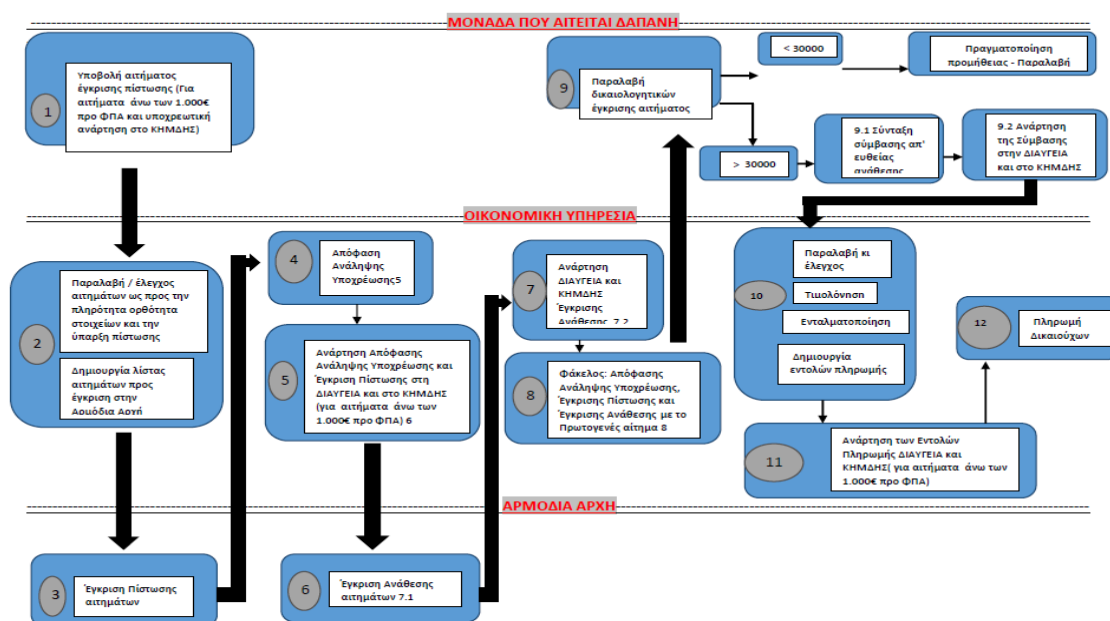 ΜΟΝΑΔΑ ΠΟΥ ΑΙΤΕΙΤΑΙ ΔΑΠΑΝΗ
1
Υποβολή αιτήματος
έγκρισης πίστωσης (Για
αιτήματα άνω των 1.000€
προ ΦΠΑ και υποχρεωτική
ανάρτηση στο ΚΗΜΔΗΣ)
9
Παραλαβή
δικαιολογητικών
έγκρισης αιτήματος
< 30000
Πραγματοποίηση
προμήθειας - Παραλαβή
> 30000
9.1 Σύνταξη
σύμβασης απ'
ευθείας
ανάθεσης
9.2 Ανάρτηση
της Σύμβασης
στην ΔΙΑΥΓΕΙΑ
και στο ΚΗΜΔΗΣ
ΟΙΚΟΝΟΜΙΚΗ ΥΠΗΡΕΣΙΑ
2
Παραλαβή / έλεγχος
αιτημάτων ως προς την
πληρότητα ορθότητα
στοιχείων και την
ύπαρξη πίστωσης
Δημιουργία λίστας
αιτημάτων προς
έγκριση στην
Αρμόδια Αρχή
4
Απόφαση
Ανάληψης
Υποχρέωσης5
5
Ανάρτηση Απόφασης
Ανάληψης Υποχρέωσης και
Έγκριση Πίστωσης στη
ΔΙΑΥΓΕΙΑ και στο ΚΗΜΔΗΣ
(για αιτήματα άνω των
1.000€ προ ΦΠΑ) 6
7
Ανάρτηση
ΔΙΑΥΓΕΙΑ και
ΚΗΜΔΗΣ
Έγκρισης
Ανάθεσης 7.2
8
Φάκελος: Απόφασης
Ανάληψης Υποχρέωσης,
Έγκρισης Πίστωσης και
Έγκρισης Ανάθεσης με το
Πρωτογενές αίτημα 8
10
Παραλαβή κι
έλεγχος
Τιμολόνηση
Ενταλματοποίηση
Δημιουργία
εντολών πληρωμής
12
Πληρωμή
Δικαιούχων
11
Ανάρτηση των Εντολών
Πληρωμής ΔΙΑΥΓΕΙΑ και
ΚΗΜΔΗΣ( για αιτήματα άνω των
1.000€ προ ΦΠΑ)
ΑΡΜΟΔΙΑ ΑΡΧΗ
3
Έγκριση Πίστωσης
αιτημάτων
6
Έγκριση Ανάθεσης
αιτημάτων 7.1